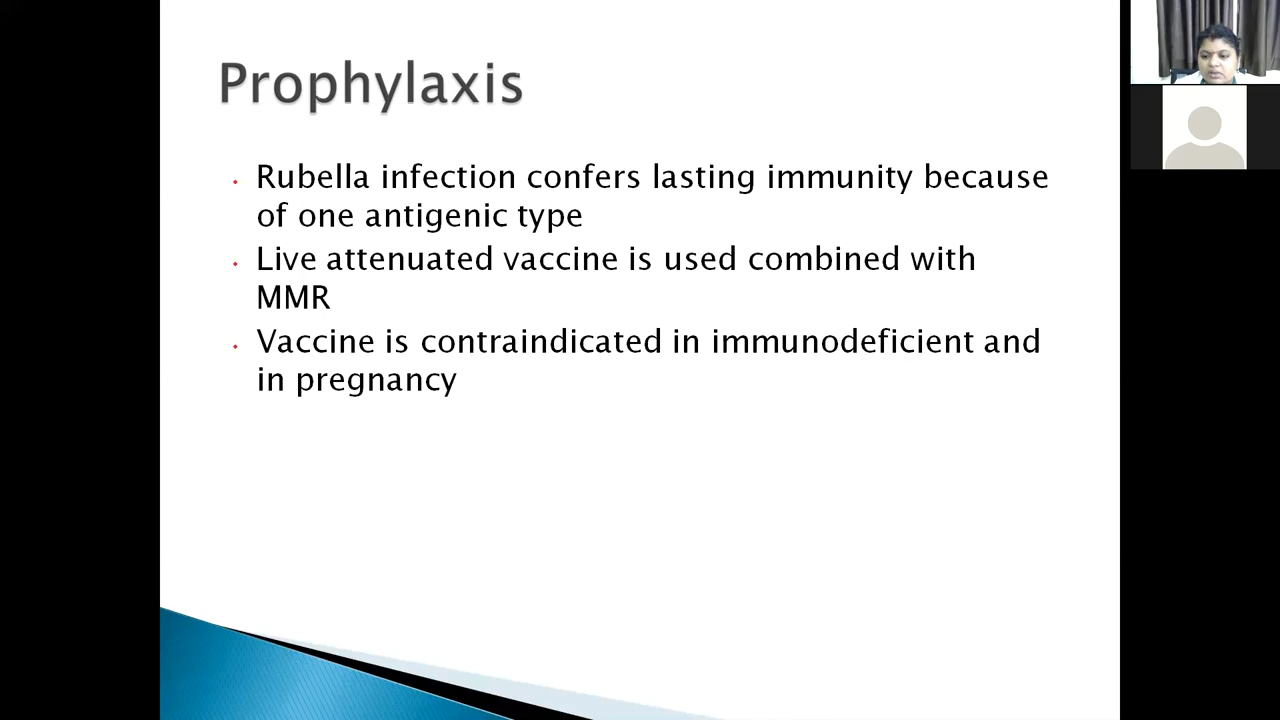 Prophylaxis
Rubella infection confers lasting immunity because
of one antigenic type
Live attenuated vaccine is used combined with
MMR
Vaccine is contraindicated in immunodeficient and
in pregnancy